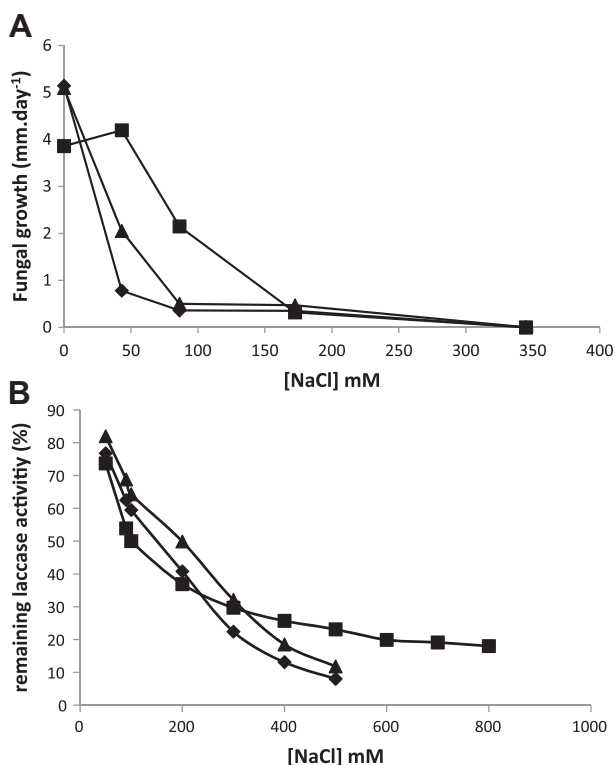 A
Fungal growth (mm.day-1)
6
5
4
3
2
1
0
0 50 100 150 200 250 300 350 400
[NaCl] mM
B
remaining laccase activitiy (%)
90
80
70
60
50
40
30
20
10
0
0 200 400 600 800 1000
[NaCl] mM